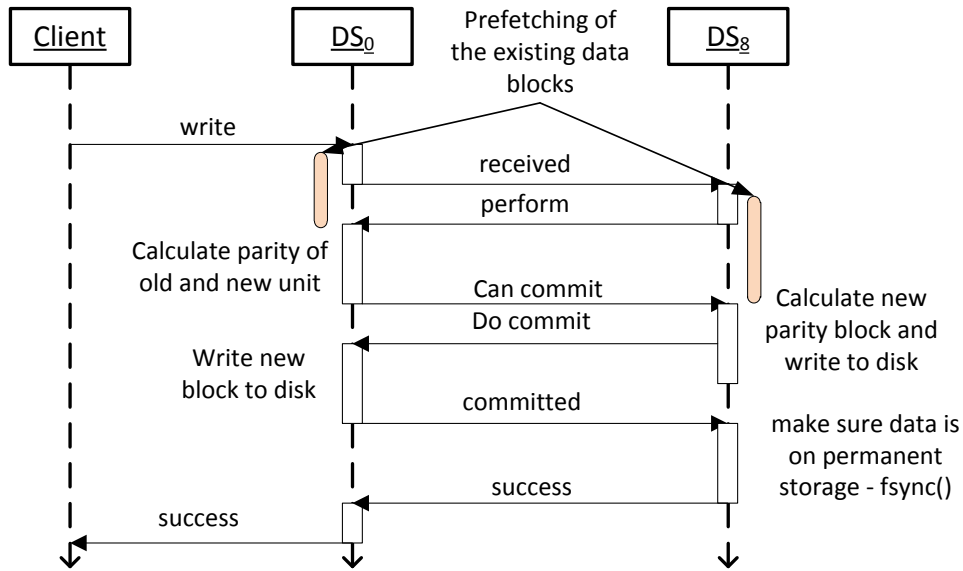 Client
DS0
Prefetching of
the existing data
blocks
DS8
write
received
perform
Calculate parity of
old and new unit
Can commit
Do commit
Calculate new
parity block and
write to disk
Write new
block to disk
committed
make sure data is
on permanent
storage - fsync()
success
success